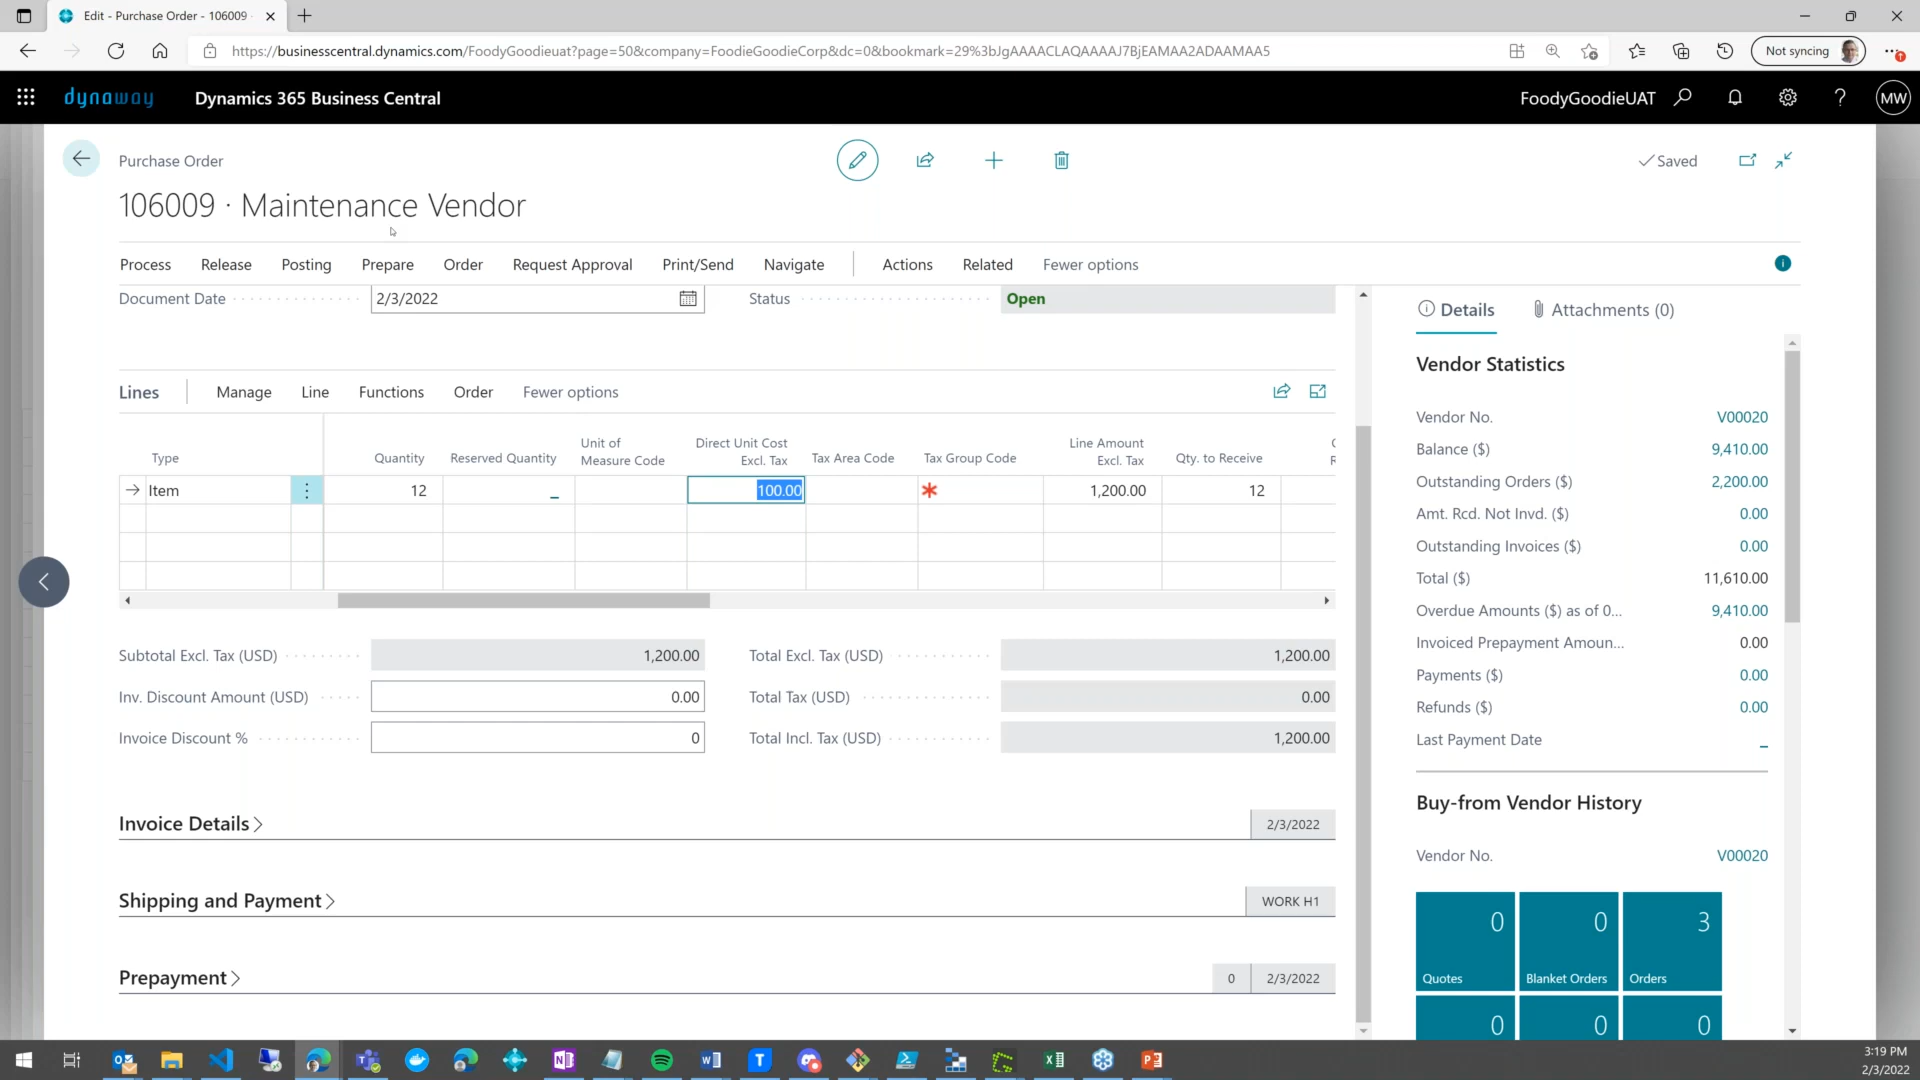 Edit - Purchase Order - 106009
https://businesscentral.dynamics.com/FoodyGoodieuat?page=50&company=FoodieGoodieCorp&dc=0&bookmark=29%3bJgAAAACLAQAAAAJ7BjEAMAA2ADAAMAA5
Not syncing
dynaway
Dynamics 365 Business Central
FoodyGoodieUAT
MW
Purchase Order
Saved
106009 · Maintenance Vendor
Process Release Posting Prepare Order Request Approval Print/Send Navigate Actions Related Fewer options
Document Date 2/3/2022
Status Open
Details
Attachments (0)
Lines Manage Line Functions Order Fewer options
Type Quantity Reserved Quantity Unit of Measure Code Direct Unit Cost Excl. Tax Tax Area Code Tax Group Code Line Amount Excl. Tax Qty. to Receive
Item 12 _ 100.00 * 1,200.00 12
Subtotal Excl. Tax (USD) 1,200.00
Total Excl. Tax (USD) 1,200.00
Inv. Discount Amount (USD) 0.00
Total Tax (USD) 0.00
Invoice Discount % 0
Total Incl. Tax (USD) 1,200.00
Invoice Details 2/3/2022
Shipping and Payment WORK H1
Prepayment 0 2/3/2022
Vendor Statistics
Vendor No. V00020
Balance ($) 9,410.00
Outstanding Orders ($) 2,200.00
Amt. Rcd. Not Invd. ($) 0.00
Outstanding Invoices ($) 0.00
Total ($) 11,610.00
Overdue Amounts ($) as of 0... 9,410.00
Invoiced Prepayment Amoun... 0.00
Payments ($) 0.00
Refunds ($) 0.00
Last Payment Date _
Buy-from Vendor History
Vendor No. V00020
0 0 3
Quotes Blanket Orders Orders
0 0 0
3:19 PM
2/3/2022